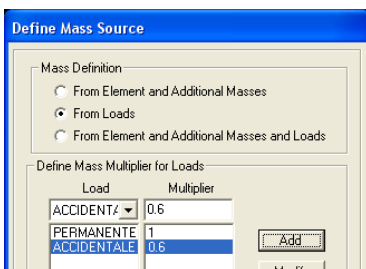 Define Mass Source
Mass Definition
From Element and Additional Masses
From Loads
From Element and Additional Masses and Loads
Define Mass Multiplier for Loads
Load Multiplier
ACCIDENTA 0.6
PERMANENTE 1
ACCIDENTALE 0.6
Add